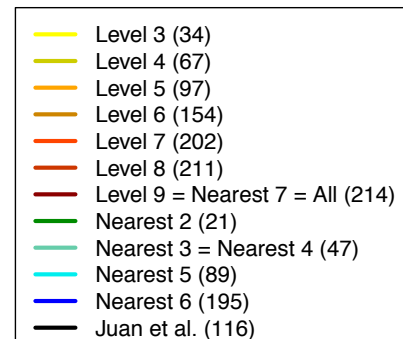 Level 3 (34)
Level 4 (67)
Level 5 (97)
Level 6 (154)
Level 7 (202)
Level 8 (211)
Level 9 = Nearest 7 = All (214)
Nearest 2 (21)
Nearest 3 = Nearest 4 (47)
Nearest 5 (89)
Nearest 6 (195)
Juan et al. (116)